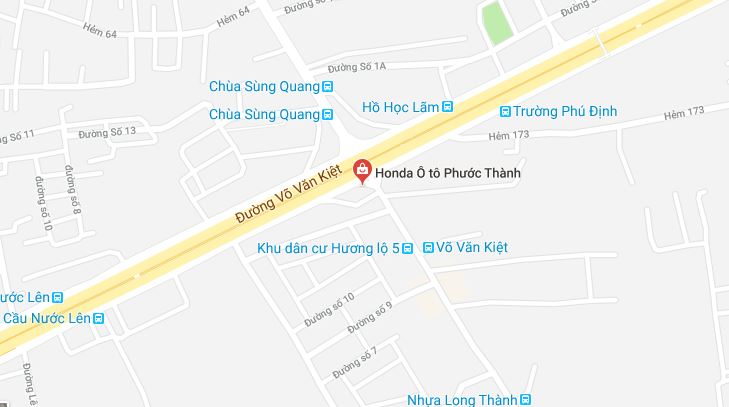 Hẻm 64
Hẻm 64
Đường Số 1A
Chùa Sùng Quang
Hồ Học Lãm
Trường Phú Định
Chùa Sùng Quang
Số 11
Đường Số 13
Hẻm 173
Hẻm 173
Đường Võ Văn Kiệt
Honda Ô tô Phước Thành
đường số 10
đường số 8
Khu dân cư Hương lộ 5
Võ Văn Kiệt
ước Lên
Cầu Nước Lên
Đường số 10
Đường số 9
Đường số 7
Đường Lê
Nhựa Long Thành